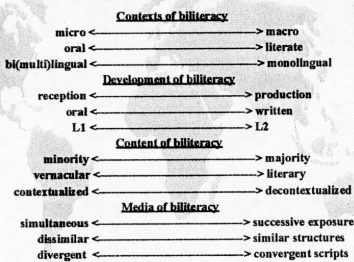 Contexts of biliteracy
micro <----------> macro
oral <----------> literate
bi(multi)lingual <----------> monolingual
Development of biliteracy
reception <----------> production
oral <----------> written
L1 <----------> L2
Content of biliteracy
minority <----------> majority
vernacular <----------> literary
contextualized <----------> decontextualized
Media of biliteracy
simultaneous <----------> successive exposure
dissimilar <----------> similar structures
divergent <----------> convergent scripts